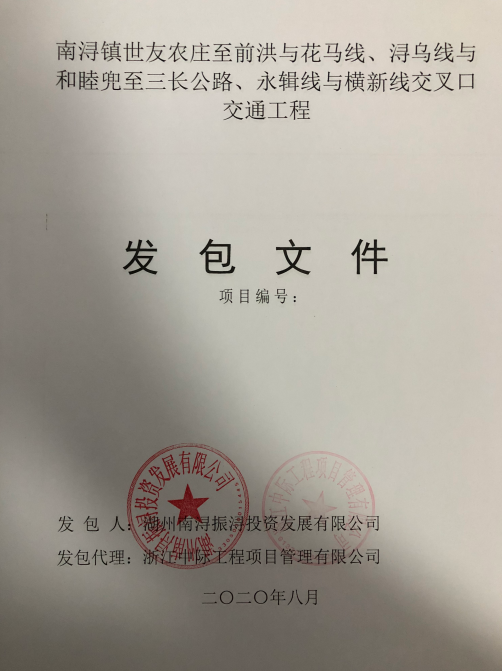 南浔镇世友农庄至前洪与花马线、浔乌线与
和睦兜至三长公路、永辑线与横新线交叉口
交通工程
发包文件
项目编号：
发 包 人：湖州南浔振浔投资发展有限公司
发包代理：浙江中际工程项目管理有限公司
二〇二〇年八月